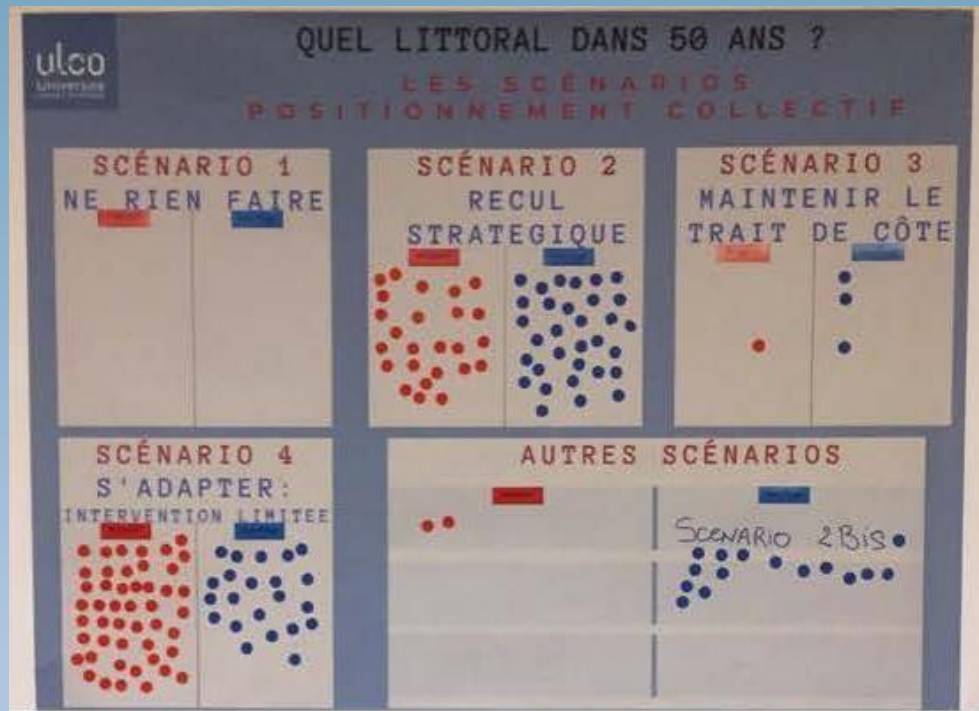 ulco
Université
QUEL LITTORAL DANS 50 ANS ?
LES SCÉNARIOS
POSITIONNEMENT COLLECTIF
SCÉNARIO 1
NE RIEN FAIRE
SCÉNARIO 2
RECUL
STRATEGIQUE
SCÉNARIO 3
MAINTENIR LE
TRAIT DE CÔTE
SCÉNARIO 4
S'ADAPTER:
INTERVENTION LIMITEE
AUTRES SCÉNARIOS
SCENARIO 2Bis